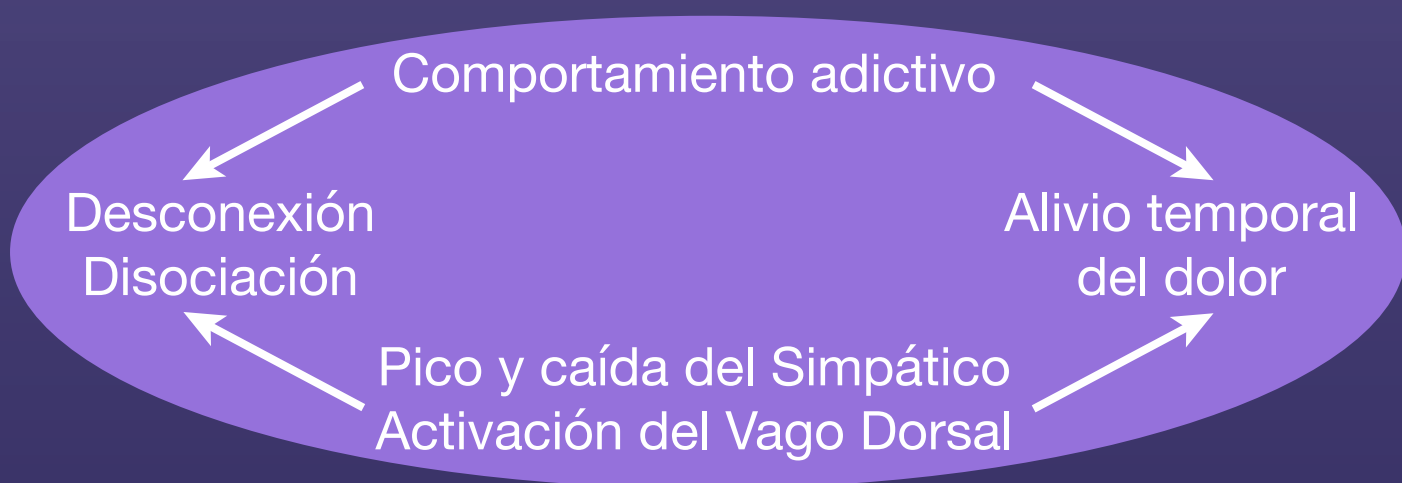 Comportamiento adictivo
Desconexión
Disociación
Alivio temporal
del dolor
Pico y caída del Simpático
Activación del Vago Dorsal